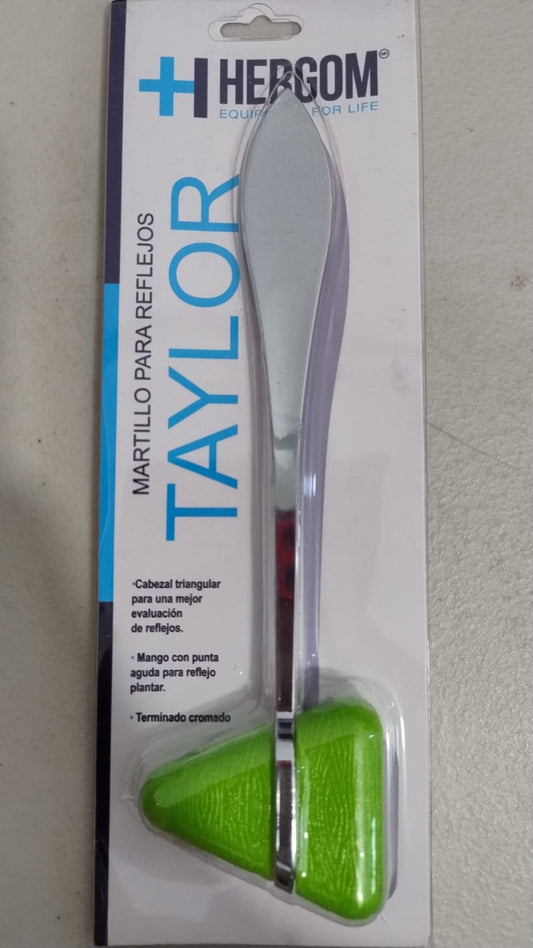 HERGOM
FOR LIFE
MARTILLO PARA REFLEJOS
TAYLOR
•Cabezal triangular
para una mejor
evaluación
de reflejos.
• Mango con punta
aguda para reflejo
plantar.
• Terminado cromado